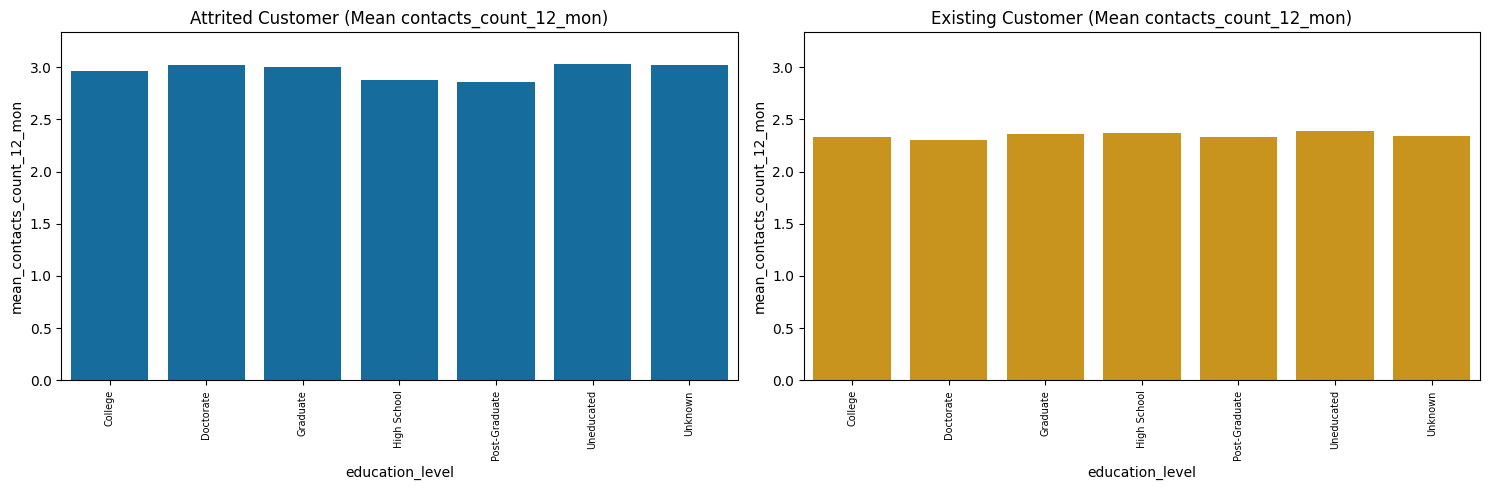 Attrited Customer (Mean contacts_count_12_mon)
mean_contacts_count_12_mon
3.0
2.5
2.0
1.5
1.0
0.5
0.0
College
Doctorate
Graduate
High School
Post-Graduate
Uneducated
Unknown
education_level
Existing Customer (Mean contacts_count_12_mon)
mean_contacts_count_12_mon
3.0
2.5
2.0
1.5
1.0
0.5
0.0
College
Doctorate
Graduate
High School
Post-Graduate
Uneducated
Unknown
education_level